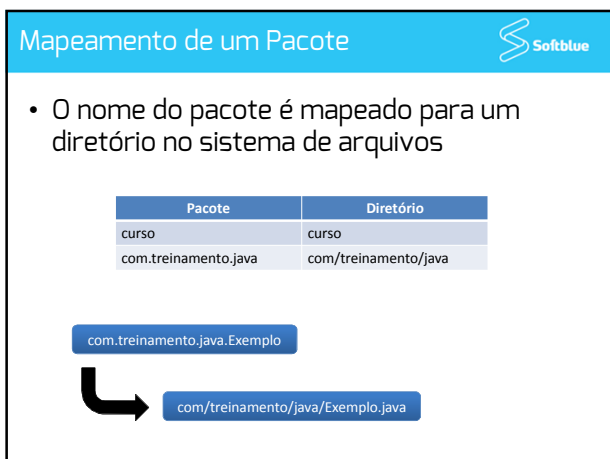 Mapeamento de um Pacote
Softblue
• O nome do pacote é mapeado para um
diretório no sistema de arquivos
Pacote Diretório
curso curso
com.treinamento.java com/treinamento/java
com.treinamento.java.Exemplo
com/treinamento/java/Exemplo.java